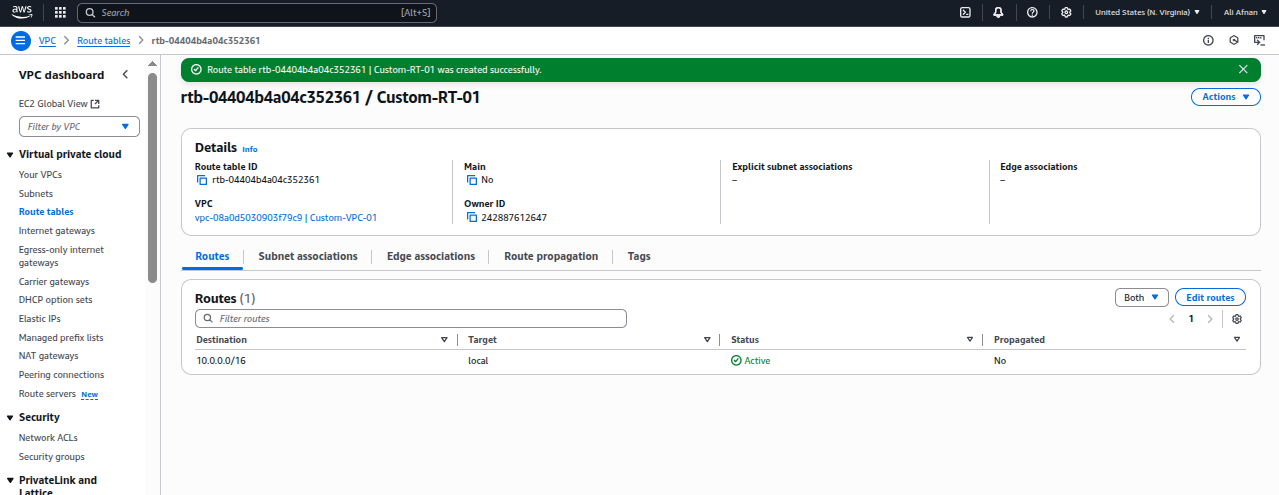 aws
Search [Alt+S]
United States (N. Virginia)
Ali Afnan
VPC
Route tables
rtb-04404b4a04c352361
VPC dashboard
EC2 Global View
Filter by VPC
Virtual private cloud
Your VPCs
Subnets
Route tables
Internet gateways
Egress-only internet
gateways
Carrier gateways
DHCP option sets
Elastic IPs
Managed prefix lists
NAT gateways
Peering connections
Route servers New
Security
Network ACLs
Security groups
PrivateLink and
Lattice
Route table rtb-04404b4a04c352361 | Custom-RT-01 was created successfully.
rtb-04404b4a04c352361 / Custom-RT-01
Actions
Details Info
Route table ID
rtb-04404b4a04c352361
Main
No
Explicit subnet associations
–
Edge associations
–
VPC
vpc-08a0d5030903f79c9 | Custom-VPC-01
Owner ID
242887612647
Routes
Subnet associations
Edge associations
Route propagation
Tags
Routes (1)
Both
Edit routes
Filter routes
1
Destination Target Status Propagated
10.0.0.0/16 local Active No